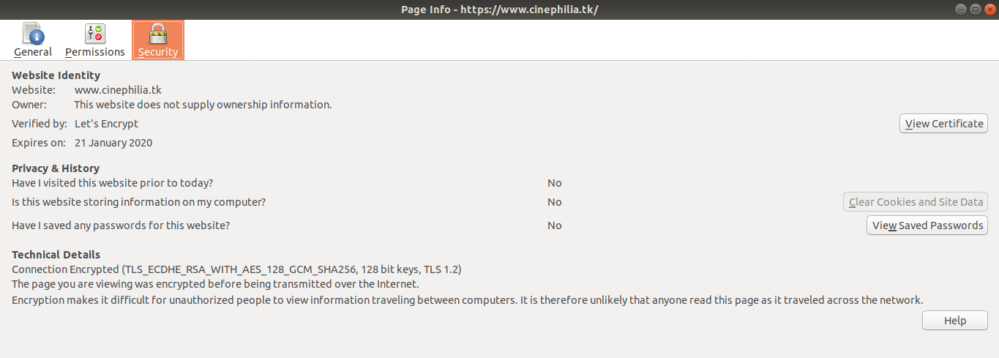 Page Info - https://www.cinephilia.tk/
General Permissions Security
Website Identity
Website: www.cinephilia.tk
Owner: This website does not supply ownership information.
Verified by: Let's Encrypt View Certificate
Expires on: 21 January 2020
Privacy & History
Have I visited this website prior to today? No
Is this website storing information on my computer? No Clear Cookies and Site Data
Have I saved any passwords for this website? No View Saved Passwords
Technical Details
Connection Encrypted (TLS_ECDHE_RSA_WITH_AES_128_GCM_SHA256, 128 bit keys, TLS 1.2)
The page you are viewing was encrypted before being transmitted over the Internet.
Encryption makes it difficult for unauthorized people to view information traveling between computers. It is therefore unlikely that anyone read this page as it traveled across the network.
Help